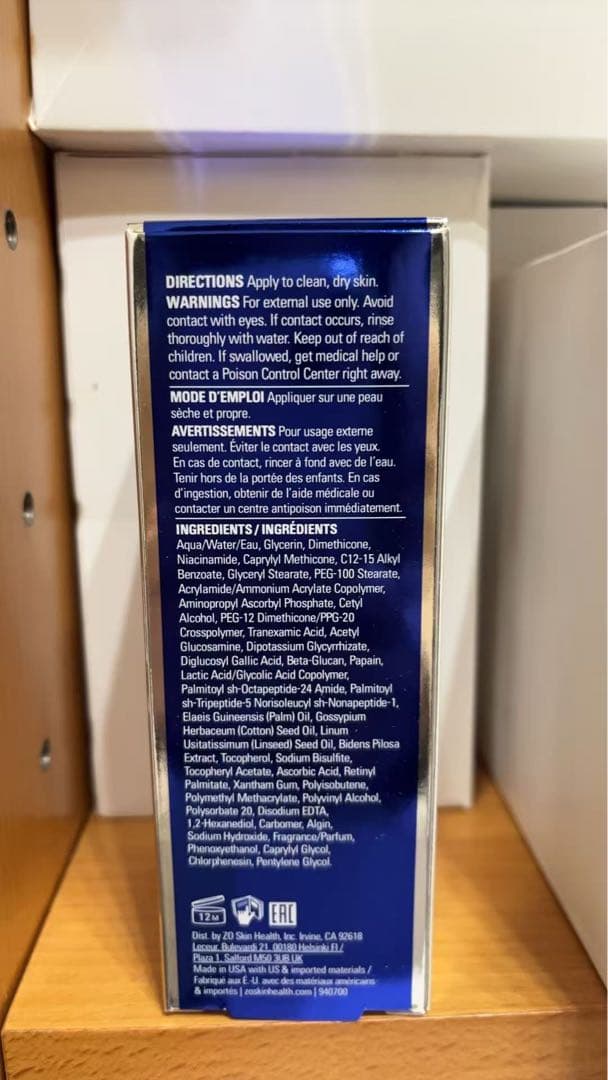 DIRECTIONS Apply to clean, dry skin.
WARNINGS For external use only. Avoid
contact with eyes. If contact occurs, rinse
thoroughly with water. Keep out of reach of
children. If swallowed, get medical help or
contact a Poison Control Center right away.
MODE D'EMPLOI Appliquer sur une peau
sèche et propre.
AVERTISSEMENTS Pour usage externe
seulement. Éviter le contact avec les yeux.
En cas de contact, rincer à fond avec de l'eau.
Tenir hors de la portée des enfants. En cas
d'ingestion, obtenir de l'aide médicale ou
contacter un centre antipoison immédiatement.
INGREDIENTS / INGRÉDIENTS
Aqua/Water/Eau, Glycerin, Dimethicone,
Niacinamide, Caprylyl Methicone, C12-15 Alkyl
Benzoate, Glyceryl Stearate, PEG-100 Stearate,
Acrylamide/Ammonium Acrylate Copolymer,
Aminopropyl Ascorbyl Phosphate, Cetyl
Alcohol, PEG-12 Dimethicone/PPG-20
Crosspolymer, Tranexamic Acid, Acetyl
Glucosamine, Dipotassium Glycyrrhizate,
Diglucosyl Gallic Acid, Beta-Glucan, Papain,
Lactic Acid/Glycolic Acid Copolymer,
Palmitoyl sh-Octapeptide-24 Amide, Palmitoyl
sh-Tripeptide-5 Norisoleucyl sh-Nonapeptide-1,
Elaeis Guineensis (Palm) Oil, Gossypium
Herbaceum (Cotton) Seed Oil, Linum
Usitatissimum (Linseed) Seed Oil, Bidens Pilosa
Extract, Tocopherol, Sodium Bisulfite,
Tocopheryl Acetate, Ascorbic Acid, Retinyl
Palmitate, Xantham Gum, Polyisobutene,
Polymethyl Methacrylate, Polyvinyl Alcohol,
Polysorbate 20, Disodium EDTA,
1,2-Hexanediol, Carbomer, Algin,
Sodium Hydroxide, Fragrance/Parfum,
Phenoxyethanol, Caprylyl Glycol,
Chlorphenesin, Pentylene Glycol.
12 M EAC
Dist. by ZO Skin Health, Inc. Irvine, CA 92618
Leceur, Bulevardi 21, 00180 Helsinki FI /
Plaza 1, Salford M50 3UB UK
Made in USA with US & imported materials /
Fabriqué aux É.-U. avec des matériaux américains
& importés | zoskinhealth.com | 940700